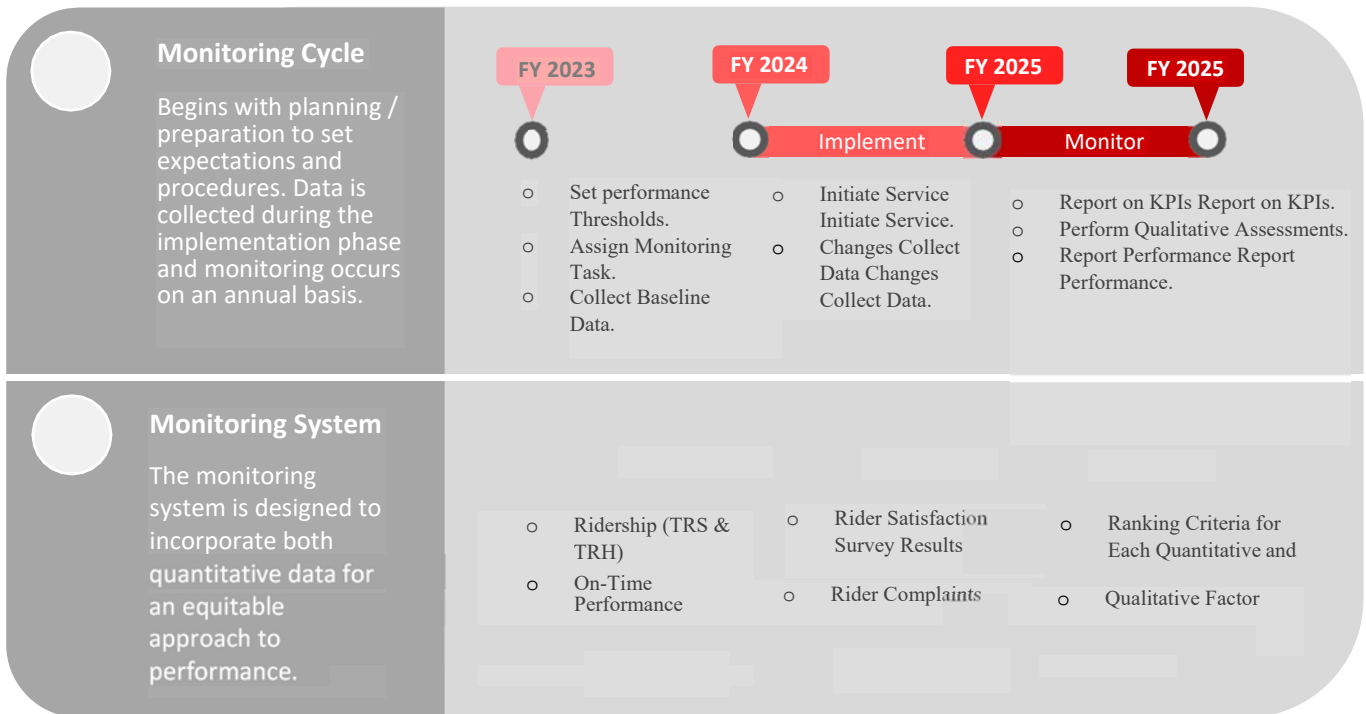 Monitoring Cycle
Begins with planning /
preparation to set
expectations and
procedures. Data is
collected during the
implementation phase
and monitoring occurs
on an annual basis.
FY 2023
FY 2024
FY 2025
FY 2025
Implement
Monitor
o Set performance
Thresholds.
o Assign Monitoring
Task.
o Collect Baseline
Data.
o Initiate Service
Initiate Service.
o Changes Collect
Data Changes
Collect Data.
o Report on KPIs Report on KPIs.
o Perform Qualitative Assessments.
o Report Performance Report
Performance.
Monitoring System
The monitoring
system is designed to
incorporate both
quantitative data for
an equitable
approach to
performance.
o Ridership (TRS &
TRH)
o On-Time
Performance
o Rider Satisfaction
Survey Results
o Rider Complaints
o Ranking Criteria for
Each Quantitative and
o Qualitative Factor